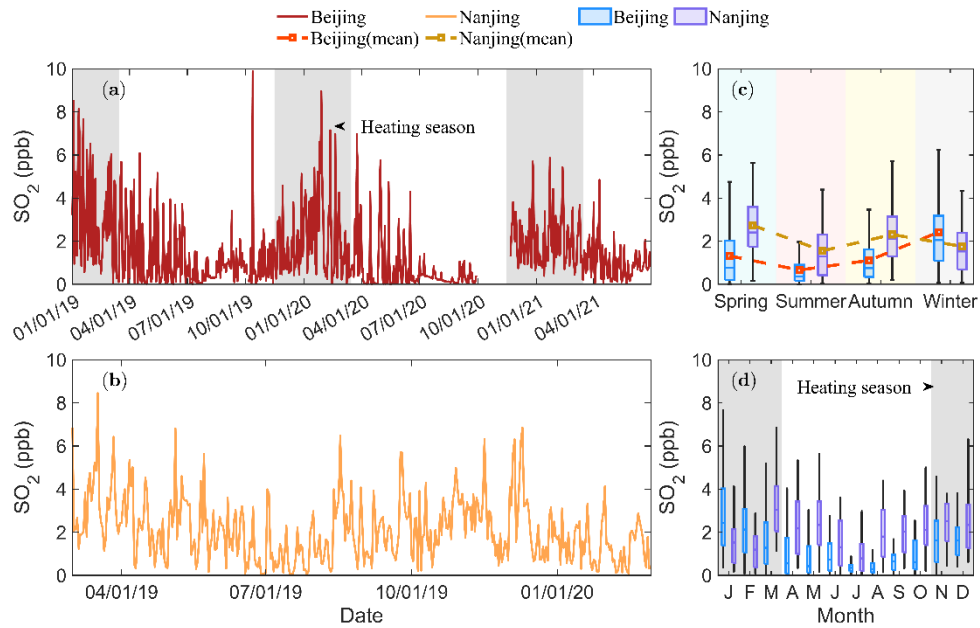 Beijing Nanjing Beijing Nanjing
Beijing(mean) Nanjing(mean)
(a)
Heating season
SO2 (ppb)
10
8
6
4
2
0
01/01/19 04/01/19 07/01/19 10/01/19 01/01/20 04/01/20 07/01/20 10/01/20 01/01/21 04/01/21
(c)
SO2 (ppb)
10
8
6
4
2
0
Spring Summer Autumn Winter
(b)
SO2 (ppb)
10
8
6
4
2
0
04/01/19 07/01/19 10/01/19 01/01/20
Date
(d)
Heating season
SO2 (ppb)
10
8
6
4
2
0
J F M A M J J A S O N D
Month